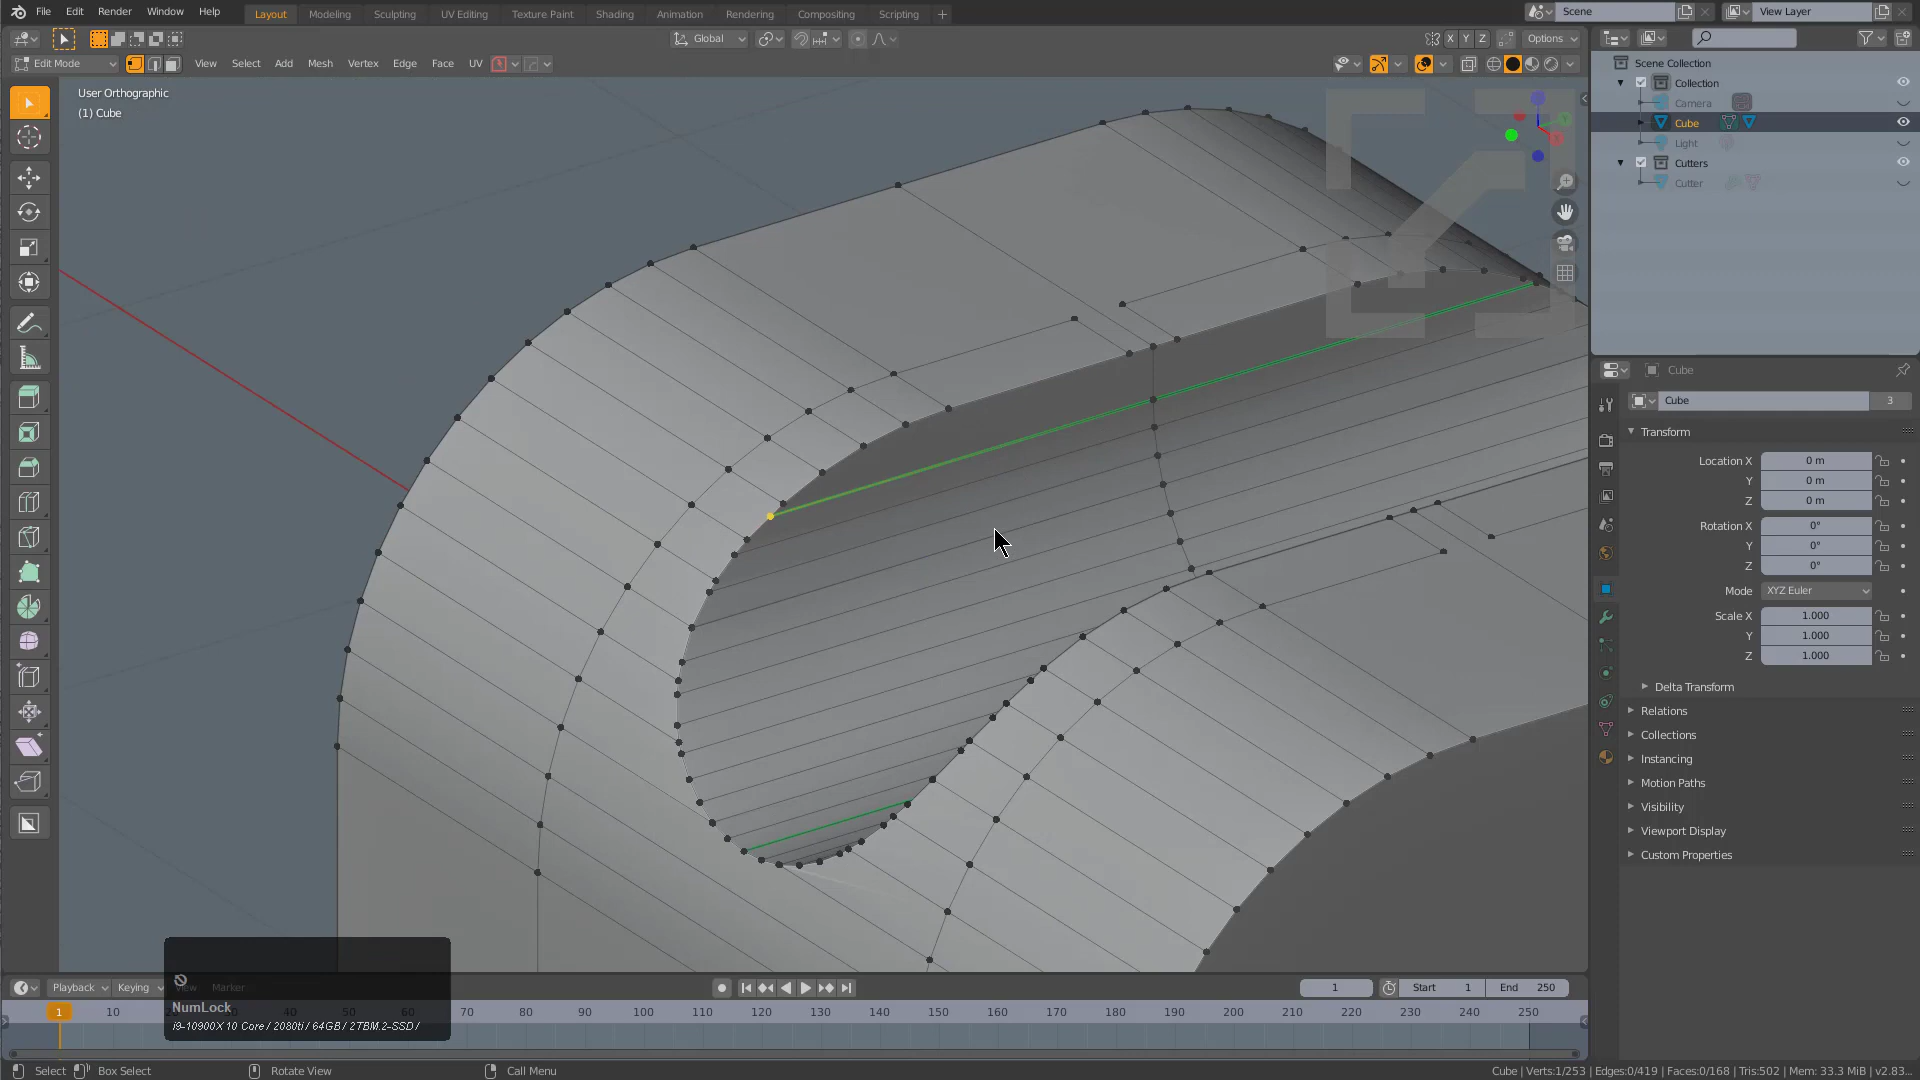 File Edit Render Window Help Layout Modeling Sculpting UV Editing Texture Paint Shading Animation Rendering Compositing Scripting + Scene View Layer
Global X Y Z Options
Edit Mode View Select Add Mesh Vertex Edge Face UV
User Orthographic
(1) Cube
Scene Collection
Collection
Camera
Cube
Light
Cutters
Cutter
Cube
Cube 3
Transform
Location X 0 m
Y 0 m
Z 0 m
Rotation X 0°
Y 0°
Z 0°
Mode XYZ Euler
Scale X 1.000
Y 1.000
Z 1.000
Delta Transform
Relations
Collections
Instancing
Motion Paths
Visibility
Viewport Display
Custom Properties
Playback Keying View Marker 1 Start 1 End 250
NumLock
1 10 40 50 60 70 80 90 100 110 120 130 140 150 160 170 180 190 200 210 220 230 240 250
i9-10900X 10 Core / 2080ti / 64GB / 2TBM.2-SSD /
Select Box Select Rotate View Call Menu Cube | Verts:1/253 | Edges:0/419 | Faces:0/168 | Tris:502 | Mem: 33.3 MiB | v2.83...